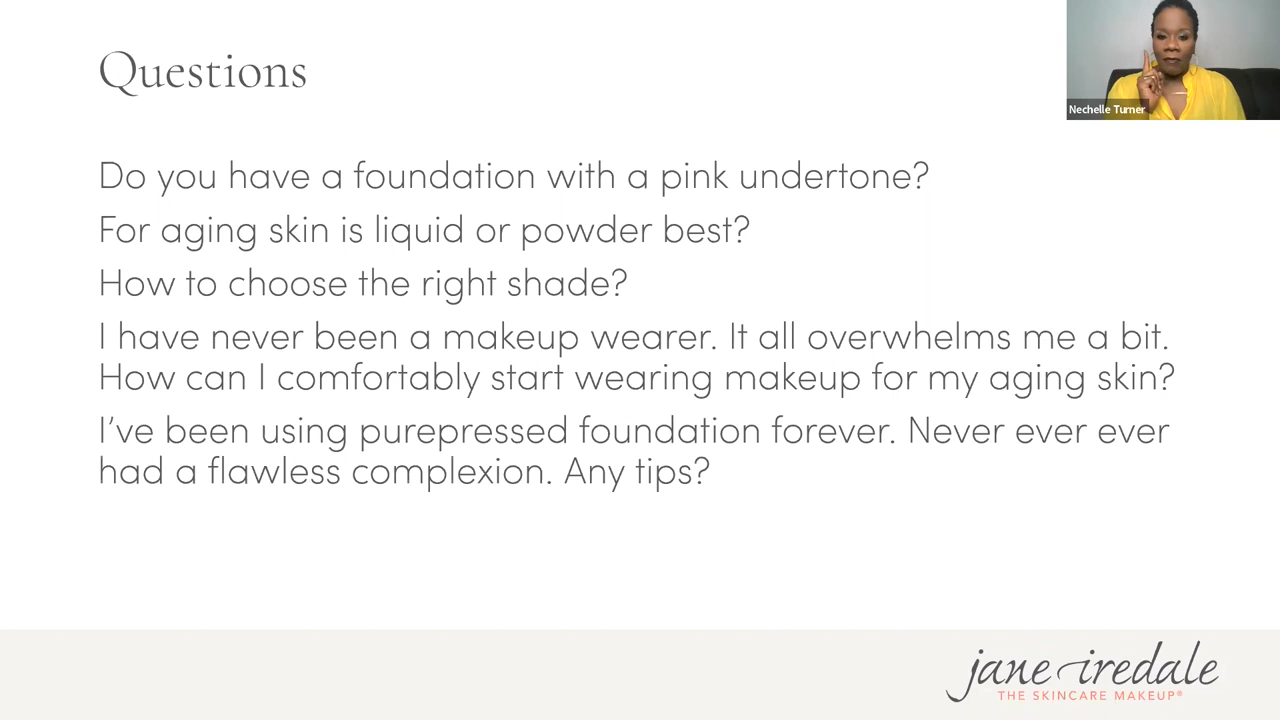 Questions
Nechelle Turner
Do you have a foundation with a pink undertone?
For aging skin is liquid or powder best?
How to choose the right shade?
I have never been a makeup wearer. It all overwhelms me a bit.
How can I comfortably start wearing makeup for my aging skin?
I’ve been using purepressed foundation forever. Never ever ever
had a flawless complexion. Any tips?
jane iredale
THE SKINCARE MAKEUP®